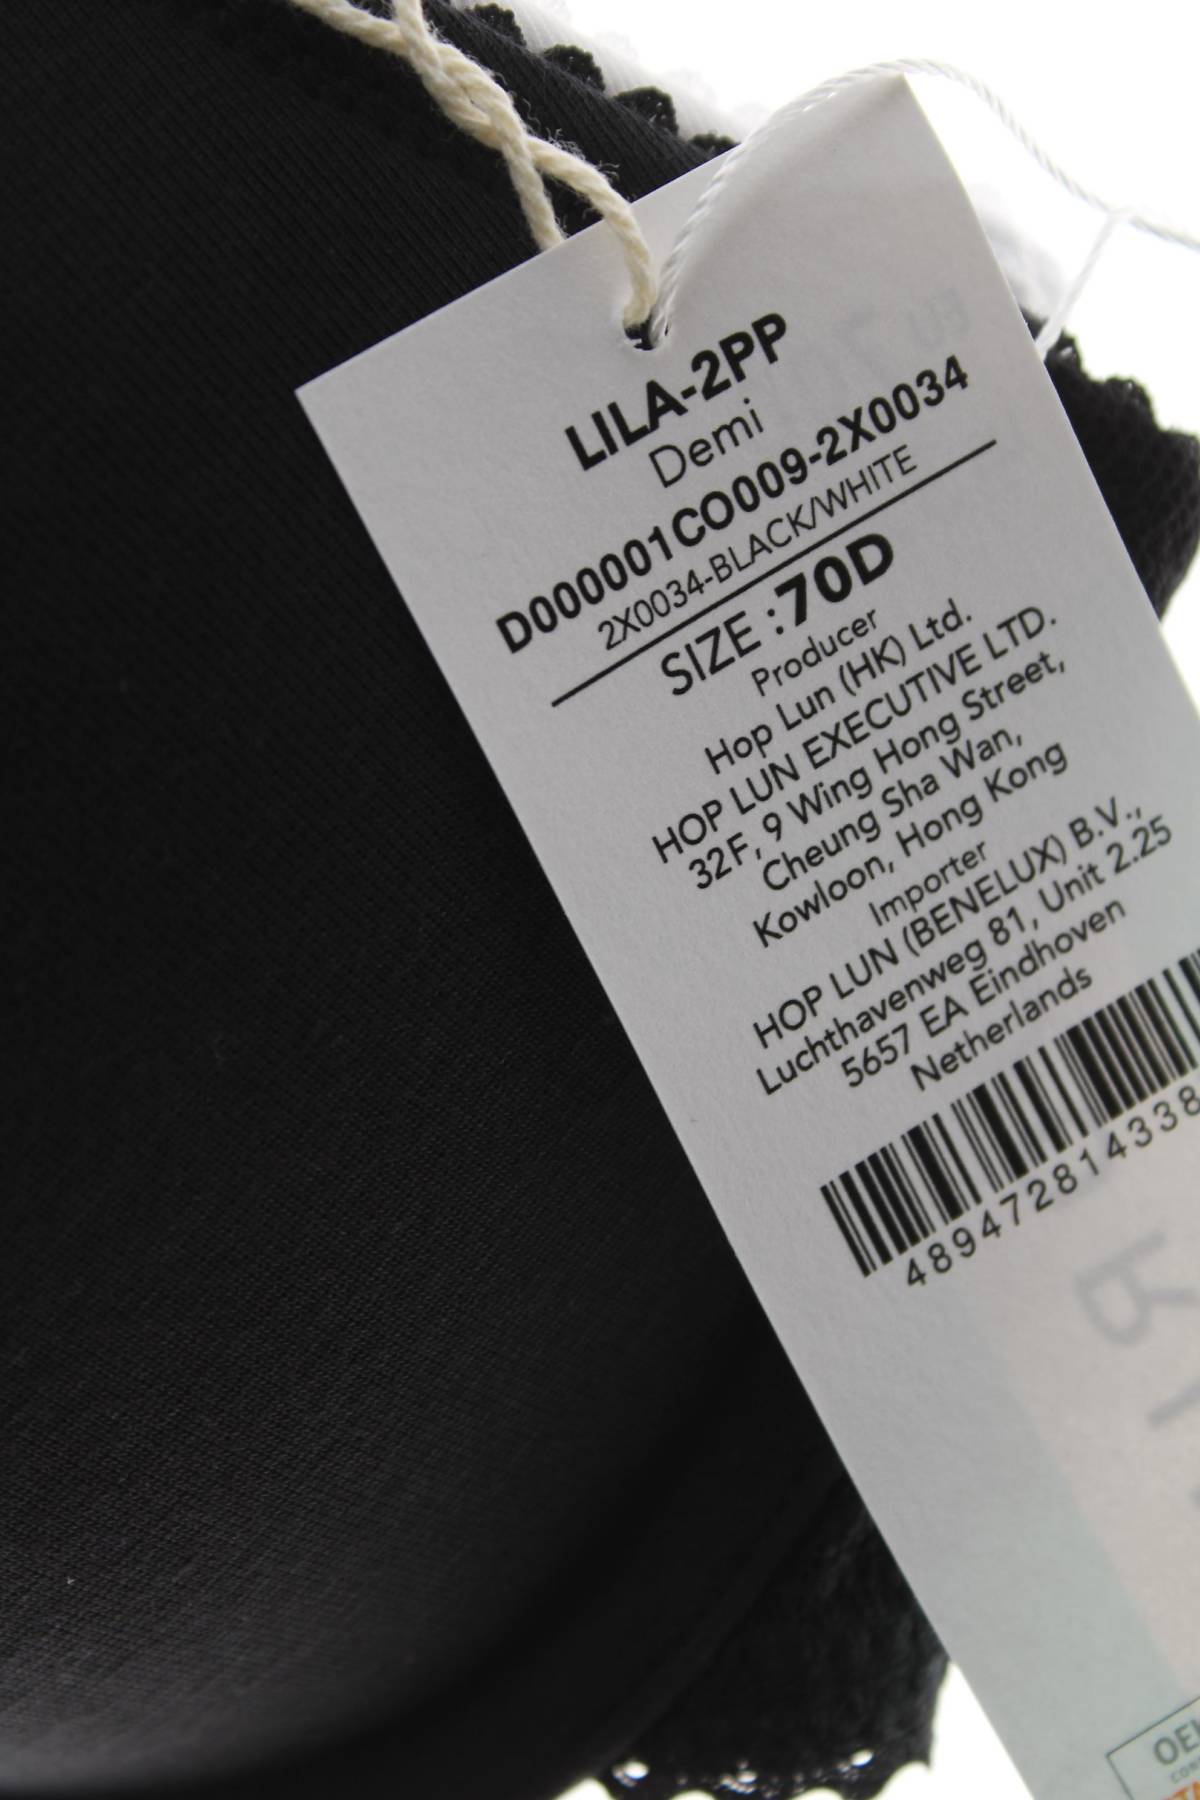 LILA-2PP
Demi
D000001CO009-2X0034
2X0034-BLACK/WHITE
SIZE :70D
Producer
Hop Lun (HK) Ltd.
HOP LUN EXECUTIVE LTD.
32F, 9 Wing Hong Street,
Cheung Sha Wan,
Kowloon, Hong Kong
Importer
HOP LUN (BENELUX) B.V.,
Luchthavenweg 81, Unit 2.25
5657 EA Eindhoven
Netherlands
489472814338